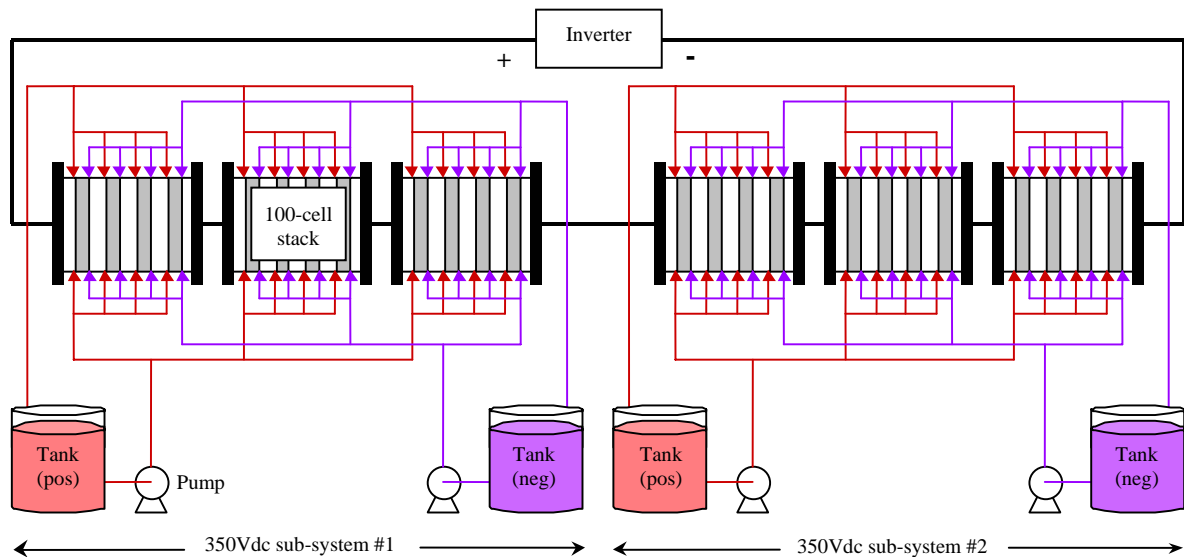 Inverter
+
-
100-cell
stack
Tank
(pos)
Pump
Tank
(neg)
Tank
(pos)
Tank
(neg)
350Vdc sub-system #1
350Vdc sub-system #2